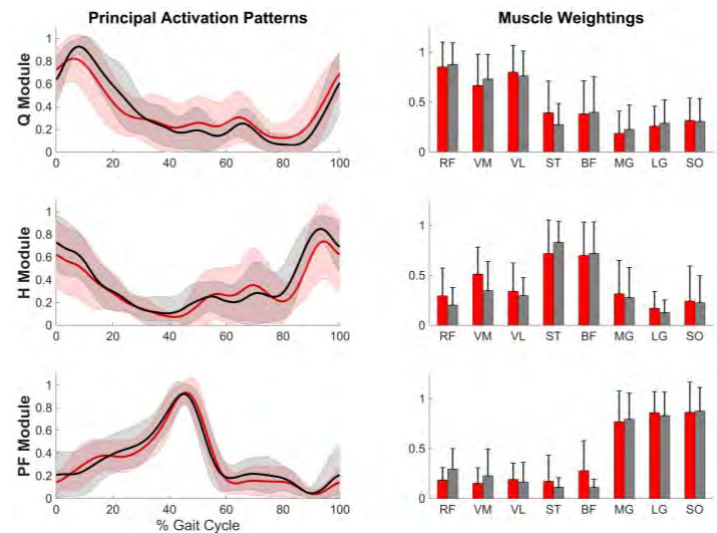 Principal Activation Patterns
Muscle Weightings
Q Module
1
0.8
0.6
0.4
0.2
0
0 20 40 60 80 100
1
0.5
0
RF VM VL ST BF MG LG SO
H Module
1
0.8
0.6
0.4
0.2
0
0 20 40 60 80 100
1
0.5
0
RF VM VL ST BF MG LG SO
PF Module
1
0.8
0.6
0.4
0.2
0
0 20 40 60 80 100
% Gait Cycle
1
0.5
0
RF VM VL ST BF MG LG SO